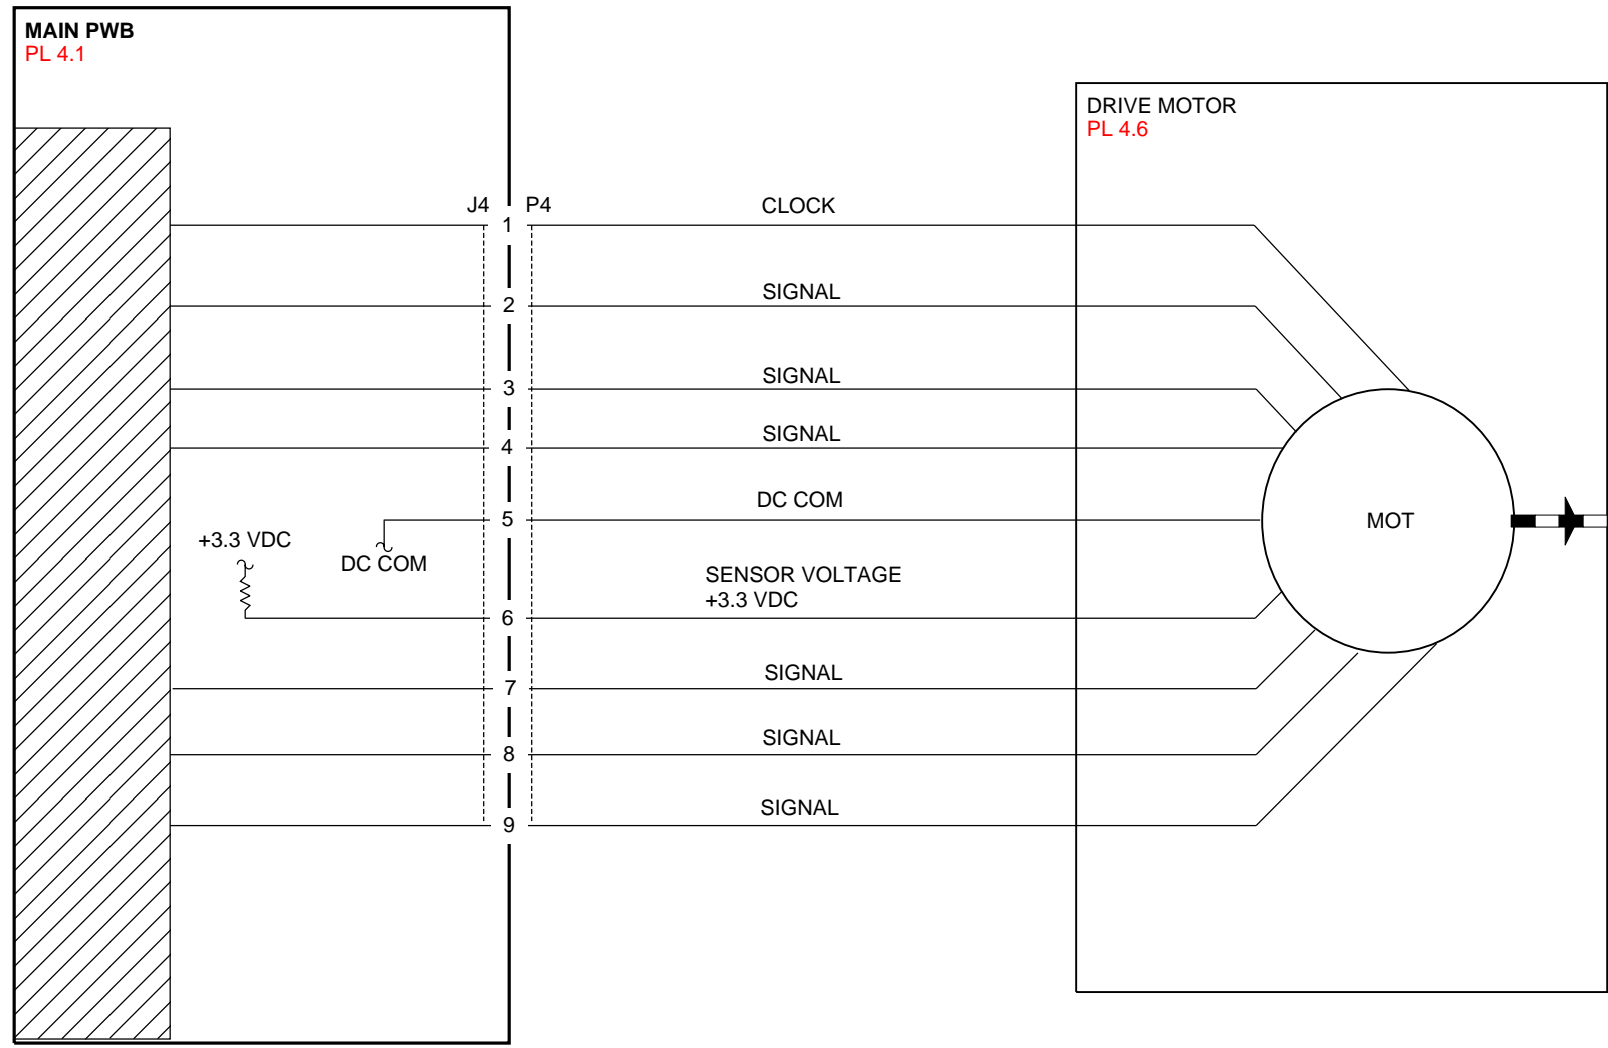 MAIN PWB
PL 4.1
DRIVE MOTOR
PL 4.6
J4 P4
1 CLOCK
2 SIGNAL
3 SIGNAL
4 SIGNAL
5 DC COM
MOT
+3.3 VDC
DC COM
SENSOR VOLTAGE
+3.3 VDC
6
7 SIGNAL
8 SIGNAL
9 SIGNAL